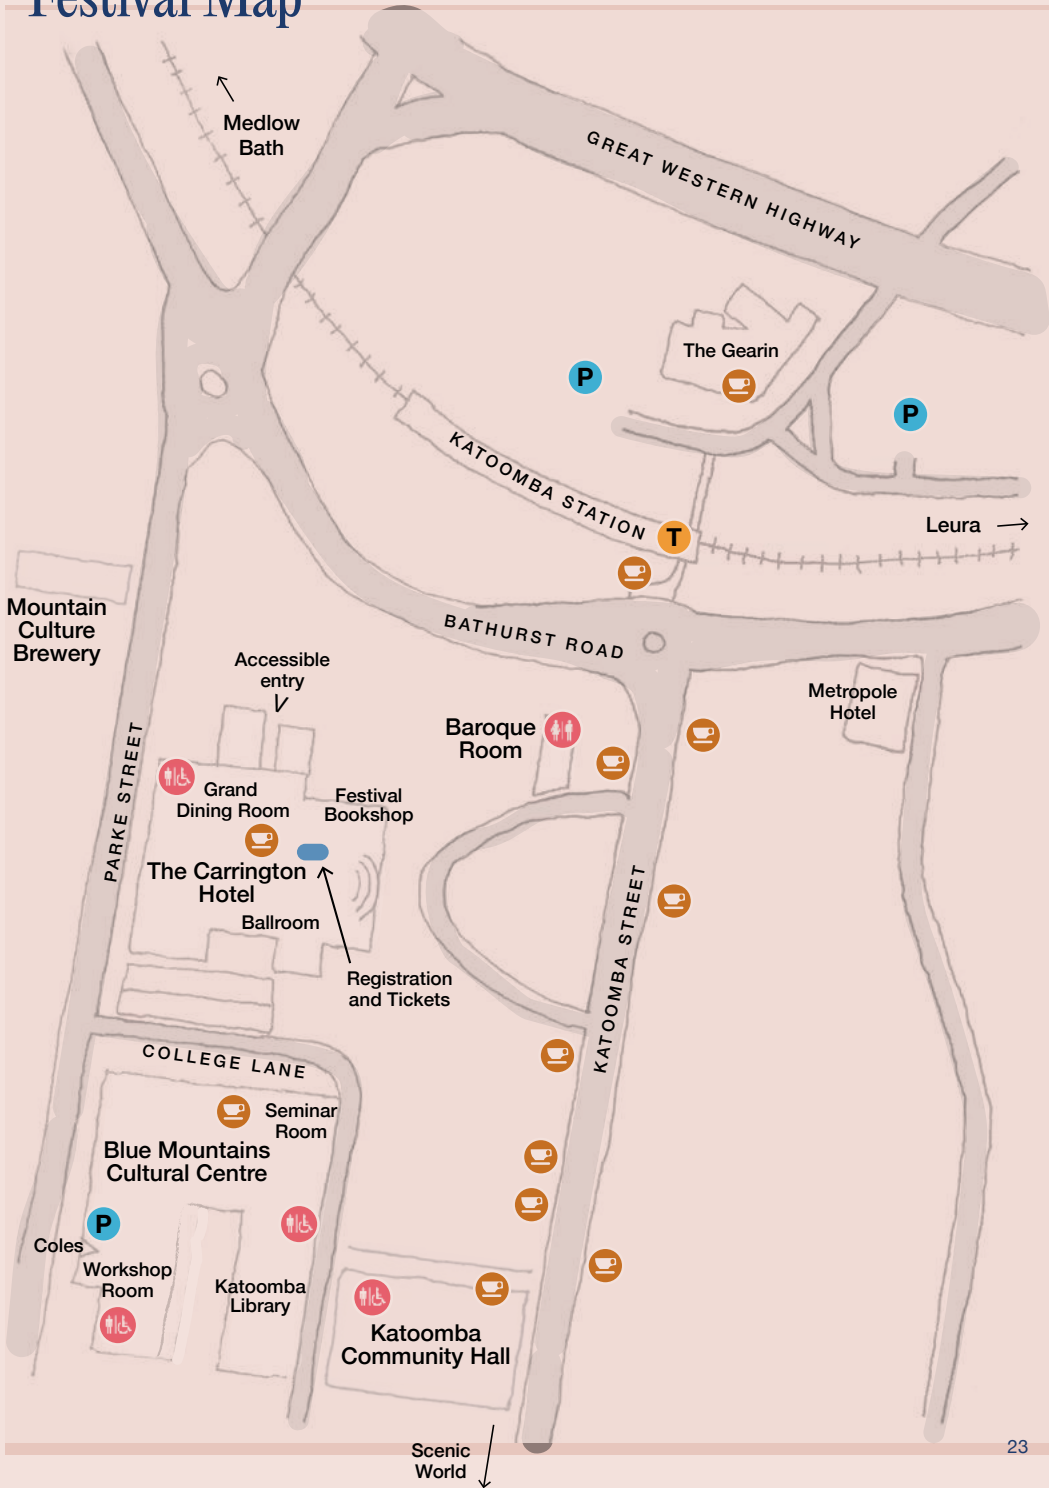 Festival Map
Medlow
Bath
GREAT WESTERN HIGHWAY
The Gearin
P
P
KATOOMBA STATION
T
Leura
Mountain
Culture
Brewery
BATHURST ROAD
Accessible
entry
Metropole
Hotel
Baroque
Room
PARKE STREET
Grand
Dining Room
Festival
Bookshop
The Carrington
Hotel
Ballroom
Registration
and Tickets
KATOOMBA STREET
COLLEGE LANE
Seminar
Room
Blue Mountains
Cultural Centre
P
Coles
Workshop
Room
Katoomba
Library
Katoomba
Community Hall
Scenic
World
23